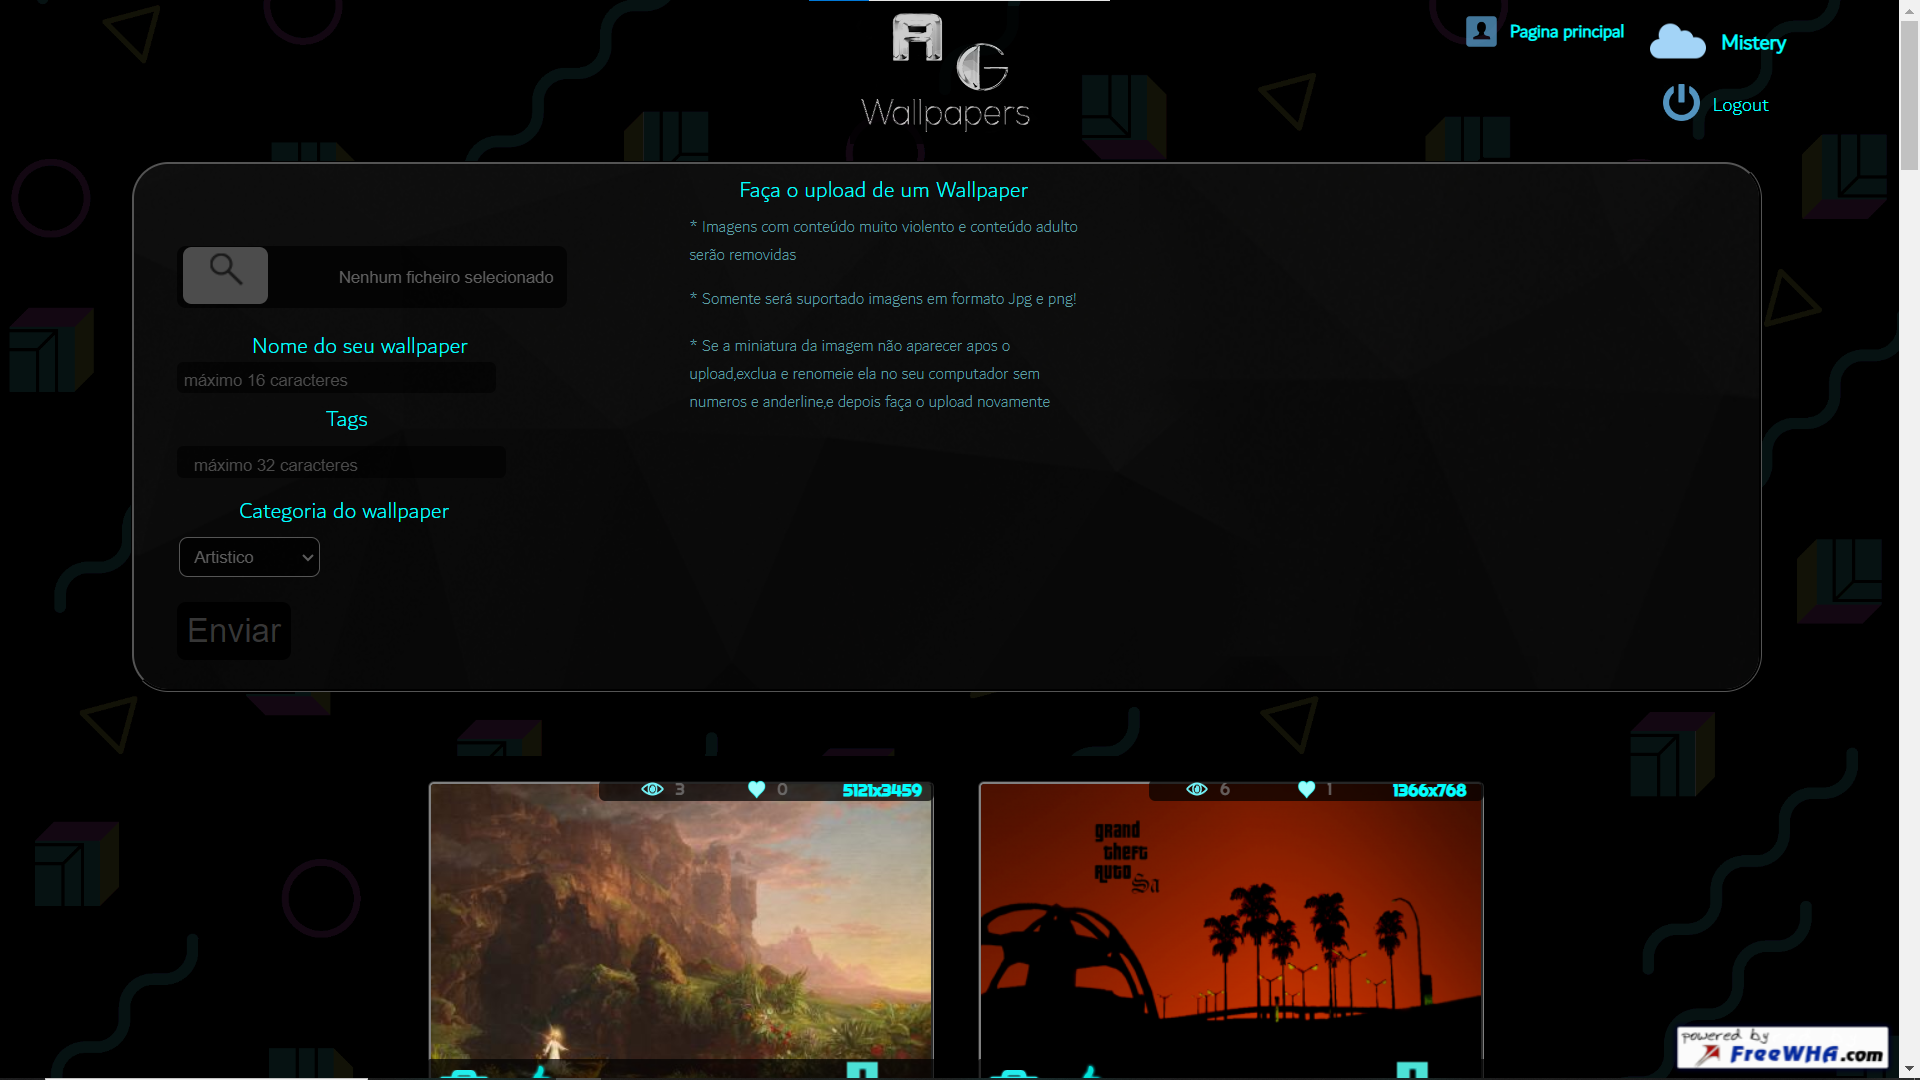 A G
Wallpapers
Pagina principal
Mistery
Logout
Faça o upload de um Wallpaper
* Imagens com conteúdo muito violento e conteúdo adulto
serão removidas
* Somente será suportado imagens em formato Jpg e png!
* Se a miniatura da imagem não aparecer apos o
upload,exclua e renomeie ela no seu computador sem
numeros e anderline,e depois faça o upload novamente
Nenhum ficheiro selecionado
Nome do seu wallpaper
máximo 16 caracteres
Tags
máximo 32 caracteres
Categoria do wallpaper
Artistico
Enviar
3 0 5121x3459
6 1 1366x768
grand
theft
Auto
Sa
powered by
FreeWHA.com